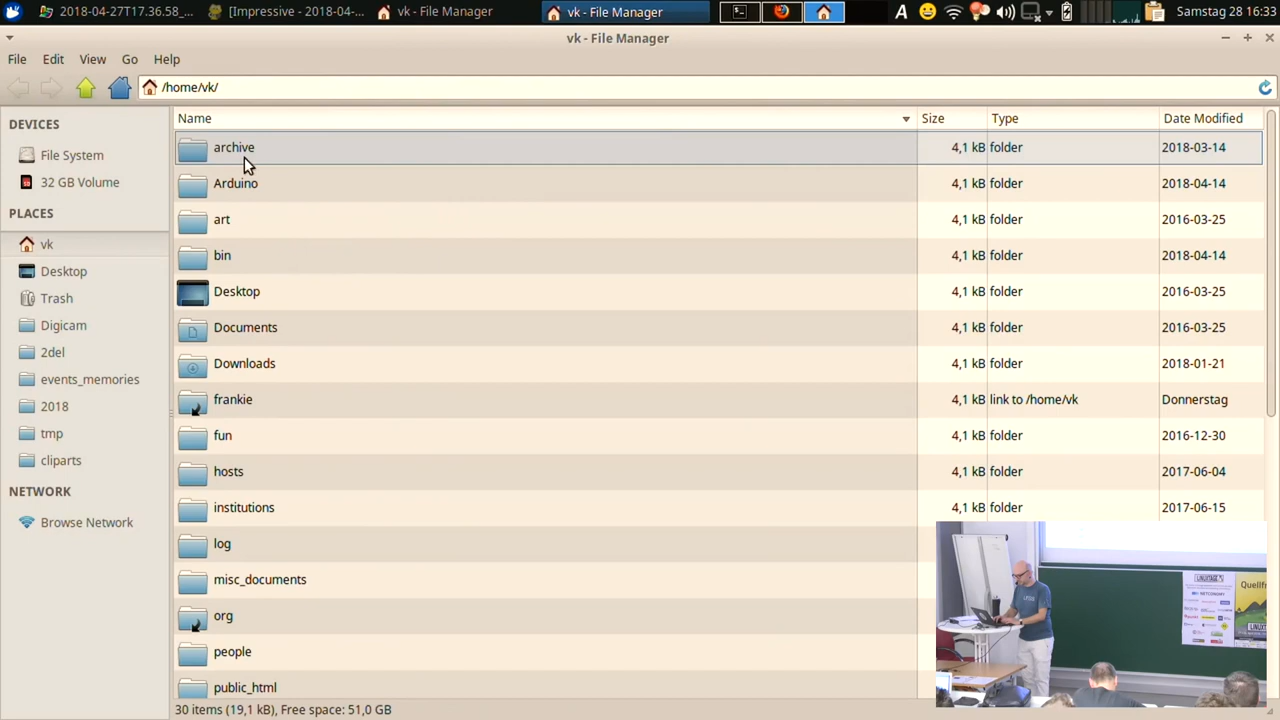 2018-04-27T17.36.58_...
[Impressive - 2018-04-...
vk - File Manager
vk - File Manager
A
Samstag 28 16:33
vk - File Manager
File Edit View Go Help
/home/vk/
DEVICES
File System
32 GB Volume
PLACES
vk
Desktop
Trash
Digicam
2del
events_memories
2018
tmp
cliparts
NETWORK
Browse Network
Name Size Type Date Modified
archive 4,1 kB folder 2018-03-14
Arduino 4,1 kB folder 2018-04-14
art 4,1 kB folder 2016-03-25
bin 4,1 kB folder 2018-04-14
Desktop 4,1 kB folder 2016-03-25
Documents 4,1 kB folder 2016-03-25
Downloads 4,1 kB folder 2018-01-21
frankie 4,1 kB link to /home/vk Donnerstag
fun 4,1 kB folder 2016-12-30
hosts 4,1 kB folder 2017-06-04
institutions 4,1 kB folder 2017-06-15
log
misc_documents
org
people
public_html
30 items (19,1 kB), Free space: 51,0 GB
LINUXTAGE
NETCONOMY
Quellfr